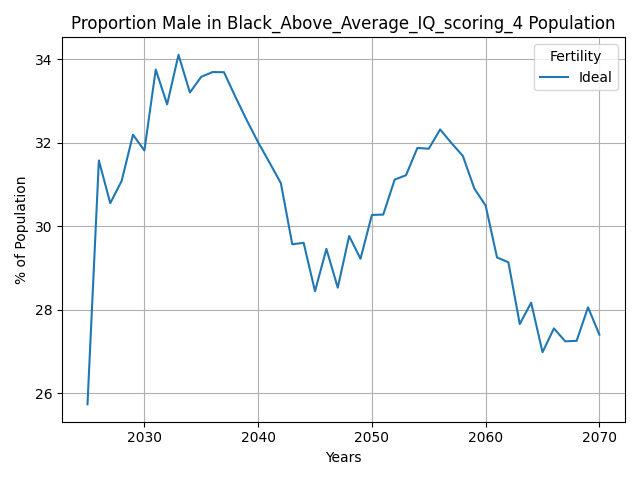 Proportion Male in Black_Above_Average_IQ_scoring_4 Population
Fertility
Ideal
% of Population
34
32
30
28
26
2030 2040 2050 2060 2070
Years